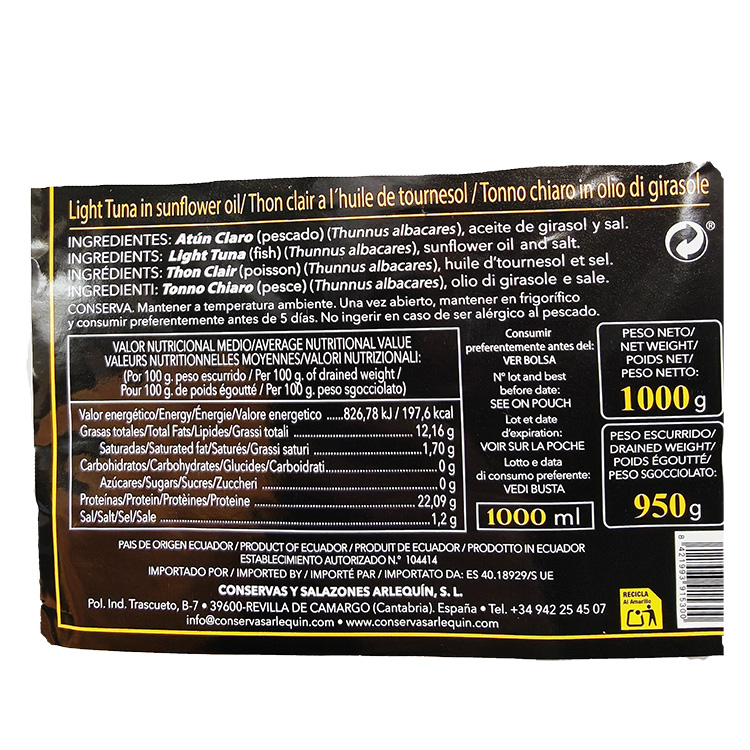 Light Tuna in sunflower oil/ Thon clair a l´huile de tournesol / Tonno chiaro in olio di girasole
INGREDIENTES: Atún Claro (pescado) (Thunnus albacares), aceite de girasol y sal.
INGREDIENTS: Light Tuna (fish) (Thunnus albacares), sunflower oil and salt.
INGRÉDIENTS: Thon Clair (poisson) (Thunnus albacares), huile d'tournesol et sel.
INGREDIENTI: Tonno Chiaro (pesce) (Thunnus albacares), olio di girasole e sale.
CONSERVA. Mantener a temperatura ambiente. Una vez abierto, mantener en frigorífico
y consumir preferentemente antes de 5 días. No ingerir en caso de ser alérgico al pescado.
®
VALOR NUTRICIONAL MEDIO/AVERAGE NUTRITIONAL VALUE
VALEURS NUTRITIONNELLES MOYENNES/VALORI NUTRIZIONALI:
(Por 100 g. peso escurrido / Per 100 g. of drained weight /
Pour 100 g. de poids égoutté / Per 100 g. peso sgocciolato)
Valor energético/Energy/Énergie/Valore energetico ......826,78 kJ / 197,6 kcal
Grasas totales/Total Fats/Lipides/Grassi totali ..........12,16 g
Saturadas/Saturated fat/Saturés/Grassi saturi ..........1,70 g
Carbohidratos/Carbohydrates/Glucides/Carboidrati..........0 g
Azúcares/Sugars/Sucres/Zuccheri ..........0 g
Proteínas/Protein/Protèines/Proteine ..........22,09 g
Sal/Salt/Sel/Sale ..........1,2 g
Consumir
preferentemente antes del:
VER BOLSA
Nº lot and best
before date:
SEE ON POUCH
Lot et date
d'expiration:
VOIR SUR LA POCHE
Lotto e data
di consumo preferente:
VEDI BUSTA
1000 ml
PESO NETO/
NET WEIGHT/
POIDS NET/
PESO NETTO:
1000 g
PESO ESCURRIDO/
DRAINED WEIGHT/
POIDS ÉGOUTTÉ/
PESO SGOCCIOLATO:
950 g
PAIS DE ORIGEN ECUADOR / PRODUCT OF ECUADOR / PRODUIT DE ECUADOR / PRODOTTO IN ECUADOR
ESTABLECIMIENTO AUTORIZADO N.º 104414
IMPORTADO POR / IMPORTED BY / IMPORTÉ PAR / IMPORTATO DA: ES 40.18929/S UE
CONSERVAS Y SALAZONES ARLEQUÍN, S. L.
Pol. Ind. Trascueto, B-7 • 39600-REVILLA DE CAMARGO (Cantabria). España • Tel. +34 942 25 45 07
info@conservasarlequin.com • www.conservasarlequin.com
RECICLA
Al Amarillo
8 421993 915300